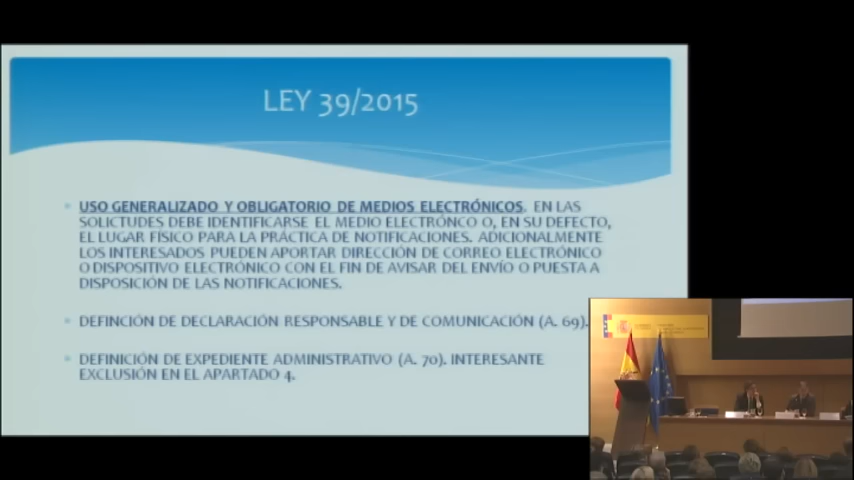 LEY 39/2015
USO GENERALIZADO Y OBLIGATORIO DE MEDIOS ELECTRÓNICOS. EN LAS
SOLICTUDES DEBE IDENTIFICARSE EL MEDIO ELECTRÓNCO O, EN SU DEFECTO,
EL LUGAR FÍSICO PARA LA PRÁCTICA DE NOTIFICACIONES. ADICIONALMENTE
LOS INTERESADOS PUEDEN APORTAR DIRECCIÓN DE CORREO ELECTRÓNICO
O DISPOSITIVO ELECTRÓNICO CON EL FIN DE AVISAR DEL ENVÍO O PUESTA A
DISPOSICIÓN DE LAS NOTIFICACIONES.
DEFINCIÓN DE DECLARACIÓN RESPONSABLE Y DE COMUNICACIÓN (A. 69).
DEFINICIÓN DE EXPEDIENTE ADMINISTRATIVO (A. 70). INTERESANTE
EXCLUSIÓN EN EL APARTADO 4.